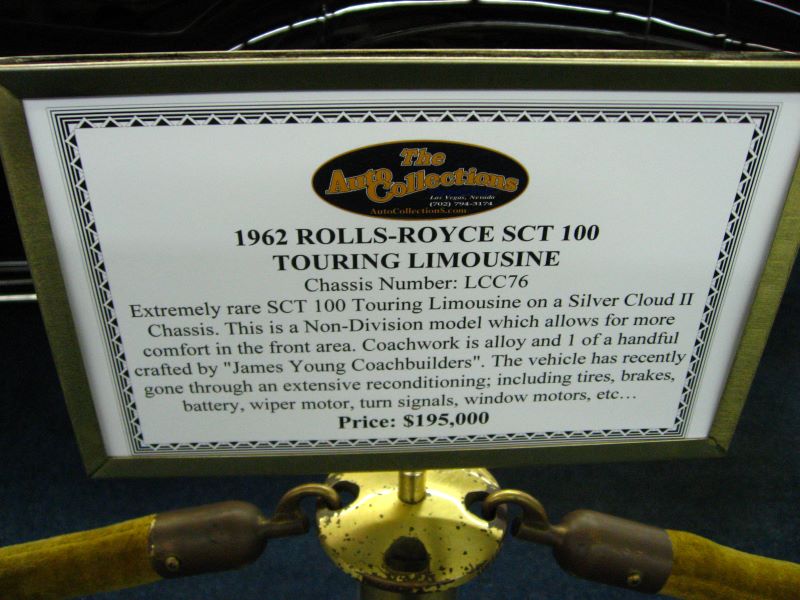 The
Auto Collections
Las Vegas, Nevada
(702) 794-3174
AutoCollectionS.com
1962 ROLLS-ROYCE SCT 100
TOURING LIMOUSINE
Chassis Number: LCC76
Extremely rare SCT 100 Touring Limousine on a Silver Cloud II
Chassis. This is a Non-Division model which allows for more
comfort in the front area. Coachwork is alloy and 1 of a handful
crafted by "James Young Coachbuilders". The vehicle has recently
gone through an extensive reconditioning; including tires, brakes,
battery, wiper motor, turn signals, window motors, etc…
Price: $195,000